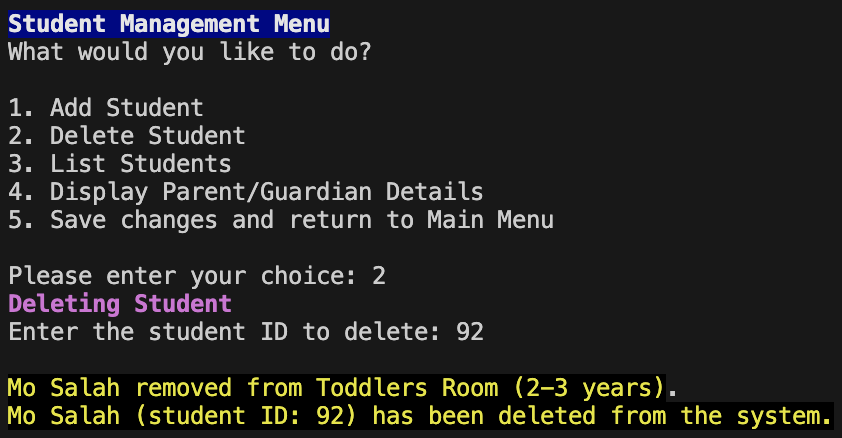 Student Management Menu
What would you like to do?
1. Add Student
2. Delete Student
3. List Students
4. Display Parent/Guardian Details
5. Save changes and return to Main Menu
Please enter your choice: 2
Deleting Student
Enter the student ID to delete: 92
Mo Salah removed from Toddlers Room (2-3 years).
Mo Salah (student ID: 92) has been deleted from the system.